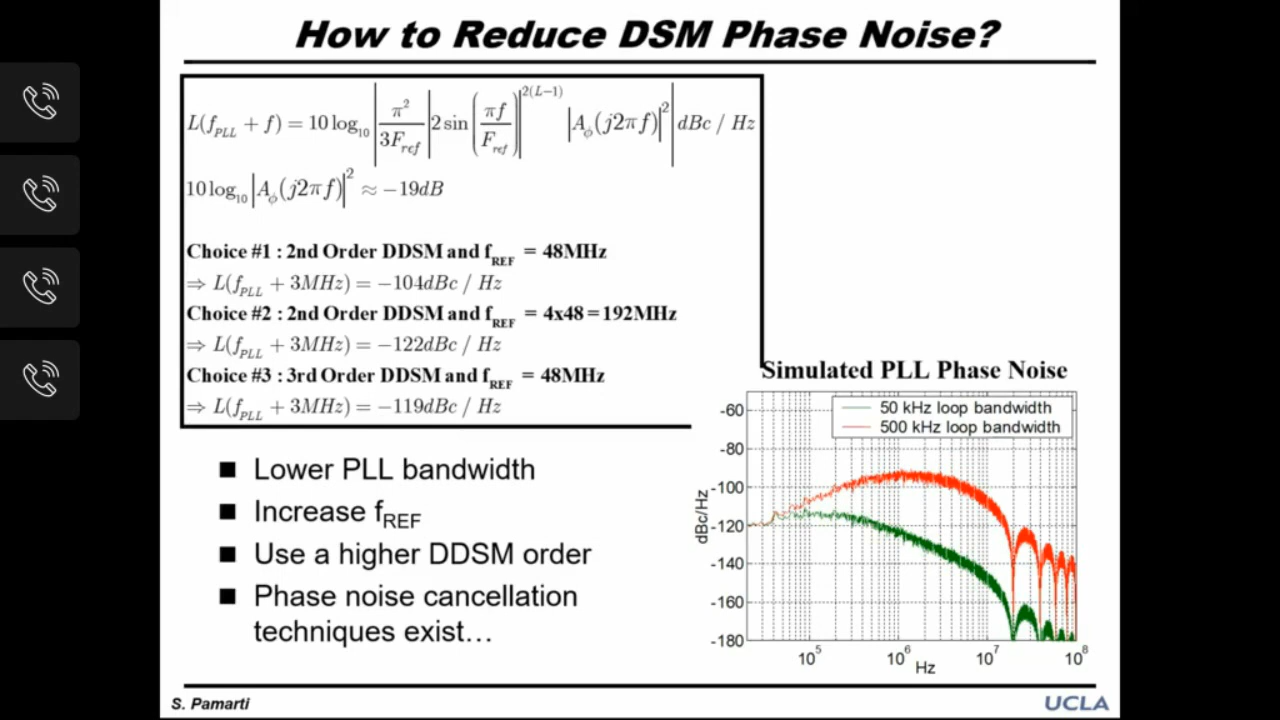 How to Reduce DSM Phase Noise?
L(f_PLL + f) = 10 log_10 | π²/3F_ref | 2 sin (πf/F_ref) |^2(L−1) |A_ϕ(j2πf)|² | dBc / Hz
10 log_10 |A_ϕ(j2πf)|² ≈ −19dB
Choice #1 : 2nd Order DDSM and f_REF = 48MHz
⇒ L(f_PLL + 3MHz) = −104dBc / Hz
Choice #2 : 2nd Order DDSM and f_REF = 4x48 = 192MHz
⇒ L(f_PLL + 3MHz) = −122dBc / Hz
Choice #3 : 3rd Order DDSM and f_REF = 48MHz
⇒ L(f_PLL + 3MHz) = −119dBc / Hz
■ Lower PLL bandwidth
■ Increase f_REF
■ Use a higher DDSM order
■ Phase noise cancellation
techniques exist…
Simulated PLL Phase Noise
50 kHz loop bandwidth
500 kHz loop bandwidth
dBc/Hz
-60
-80
-100
-120
-140
-160
-180
10^5 10^6 10^7 10^8
Hz
S. Pamarti
UCLA